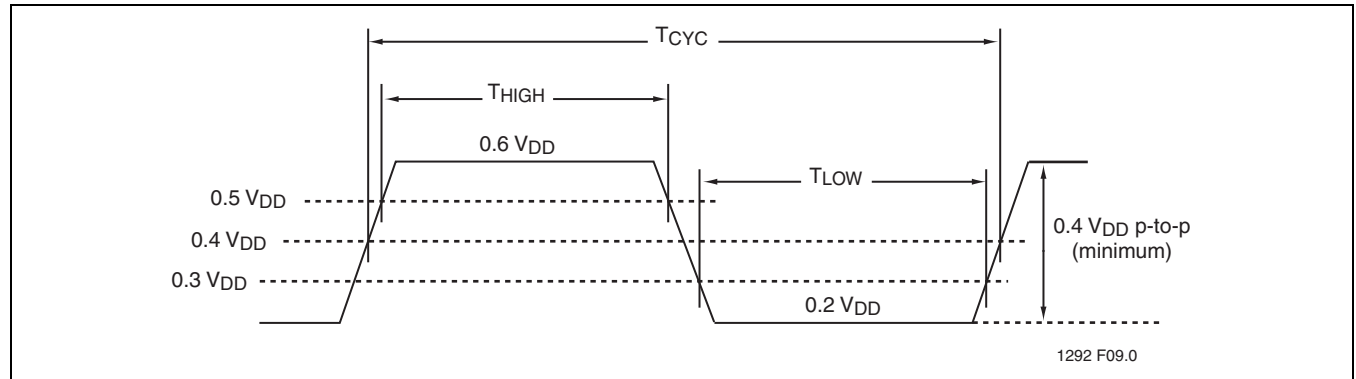 TCYC
THIGH
0.6 VDD
TLOW
0.5 VDD
0.4 VDD
0.4 VDD p-to-p
(minimum)
0.3 VDD
0.2 VDD
1292 F09.0